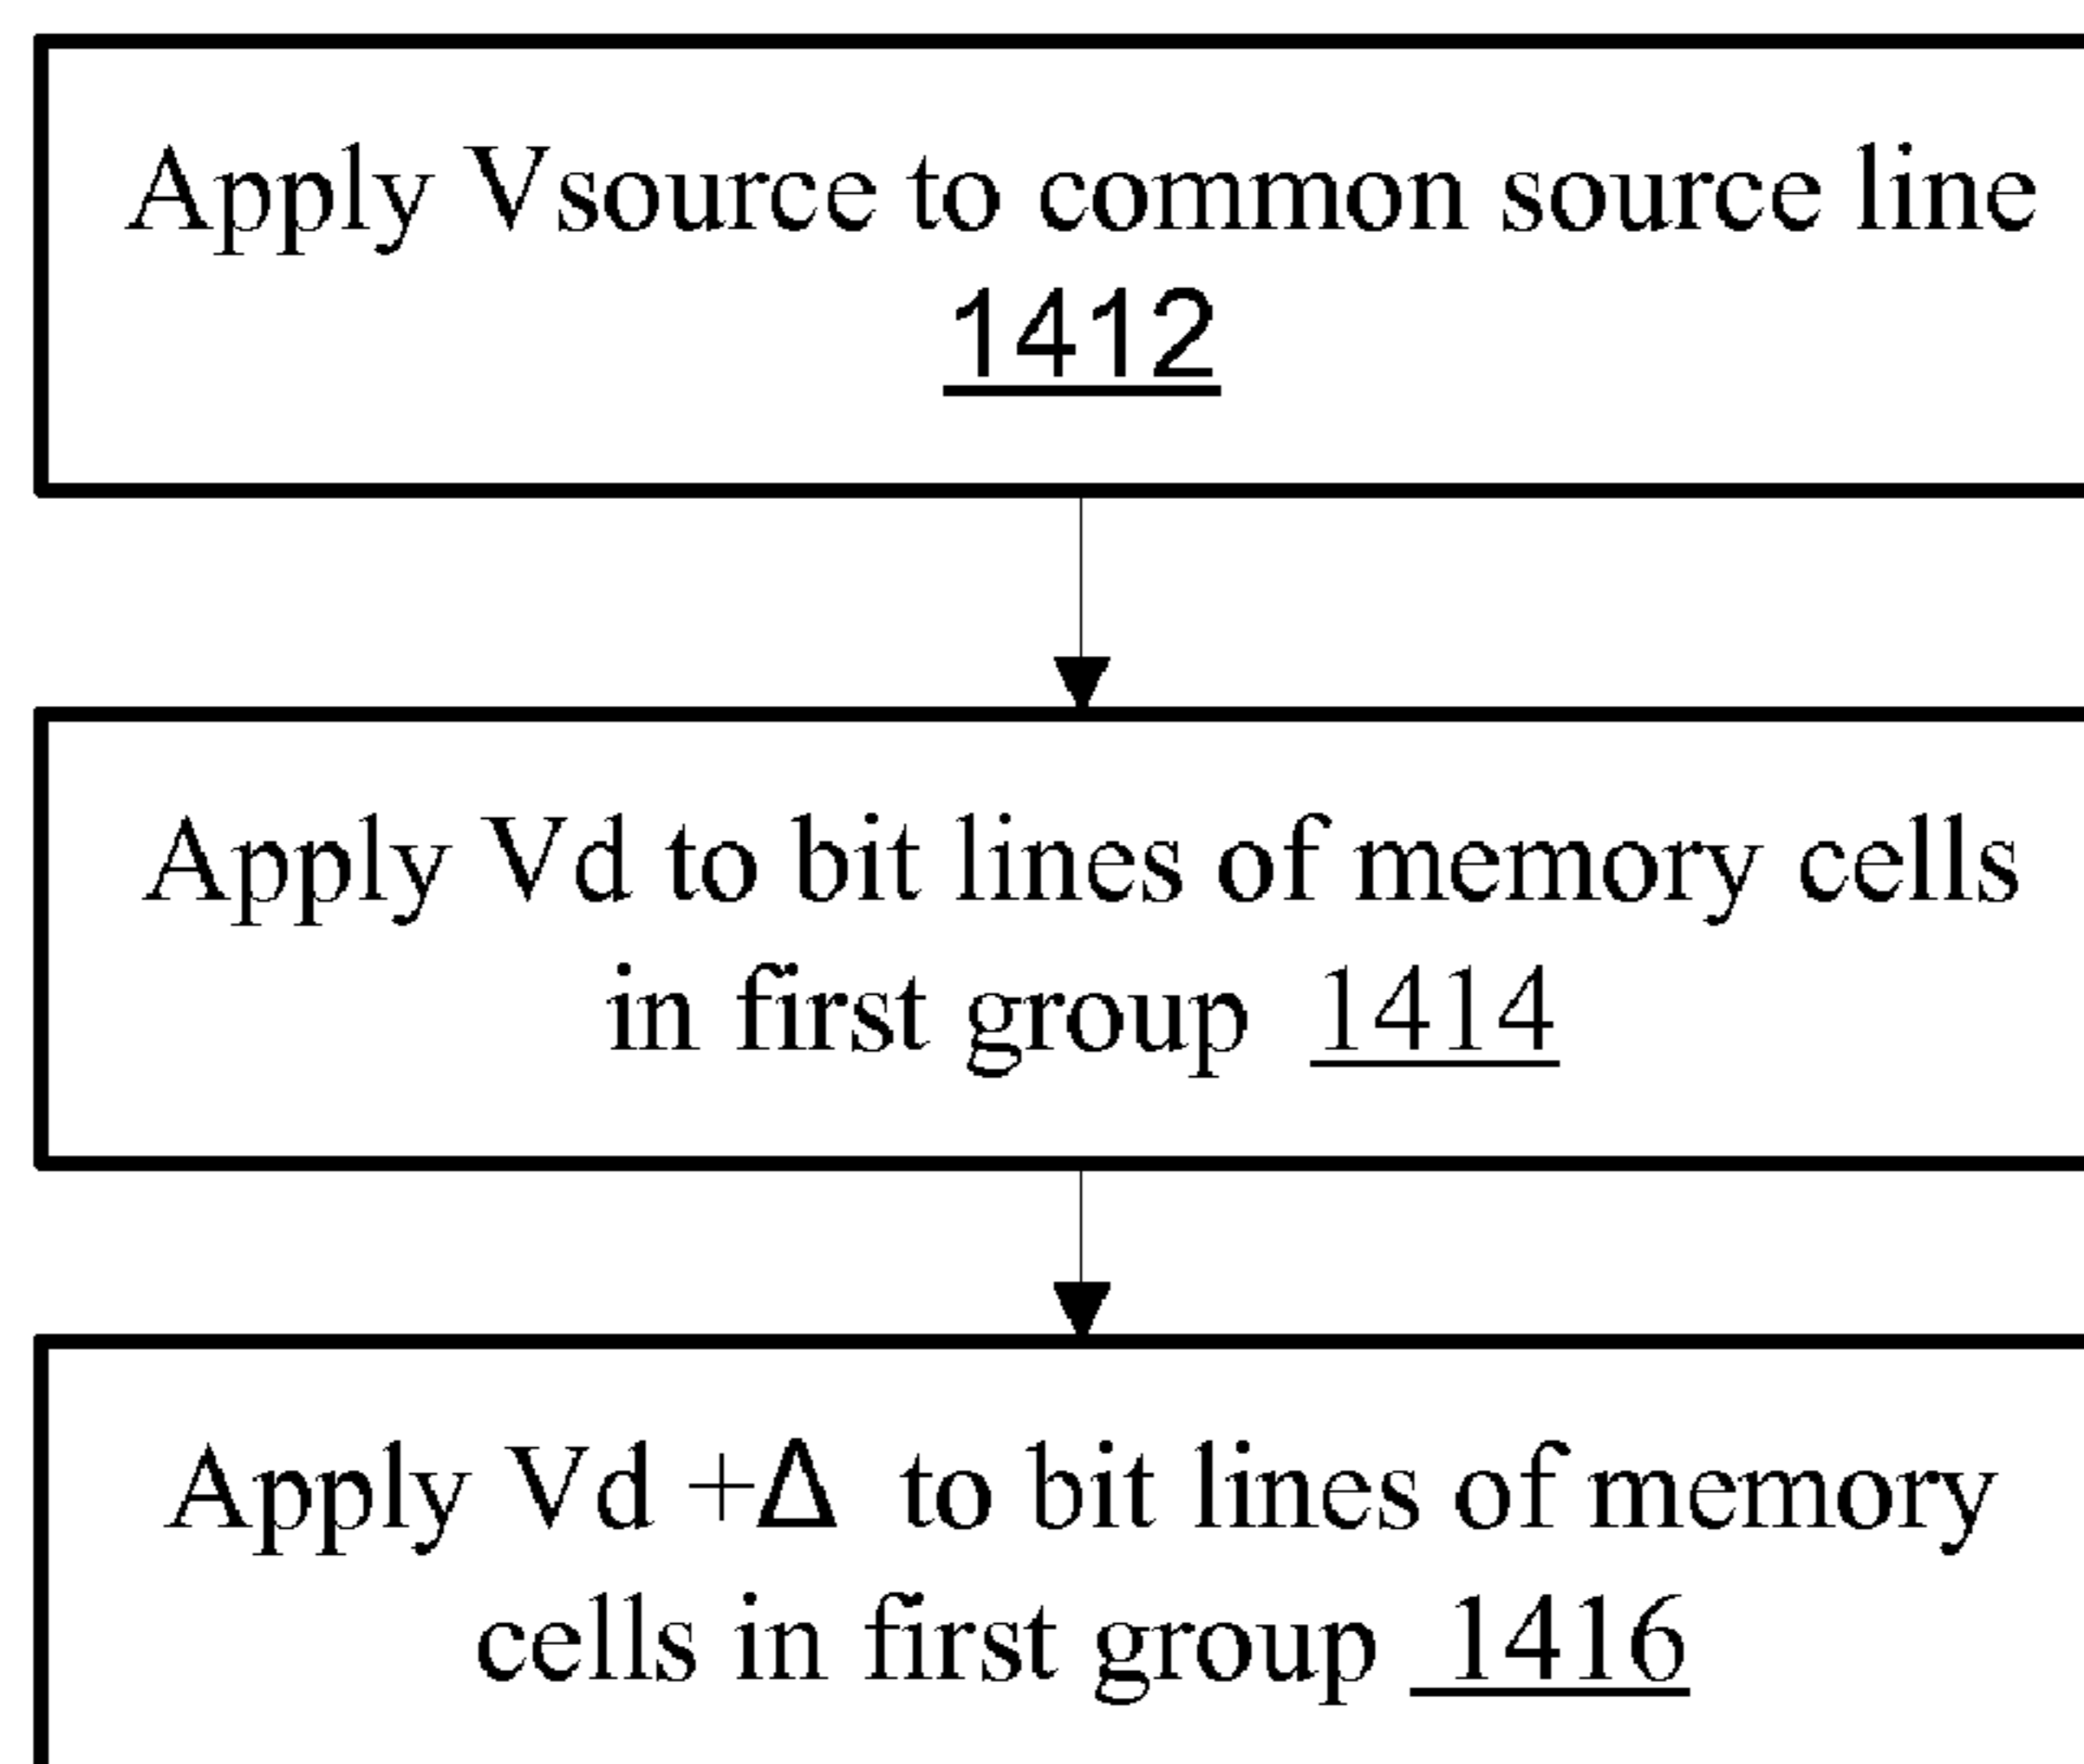 Apply Vsource to common source line
1412
Apply Vd to bit lines of memory cells
in first group 1414
Apply Vd +Δ to bit lines of memory
cells in first group 1416